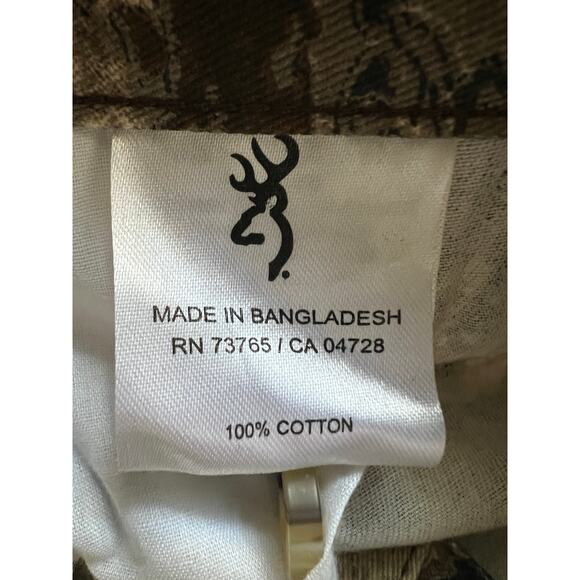 MADE IN BANGLADESH
RN 73765 / CA 04728
100% COTTON